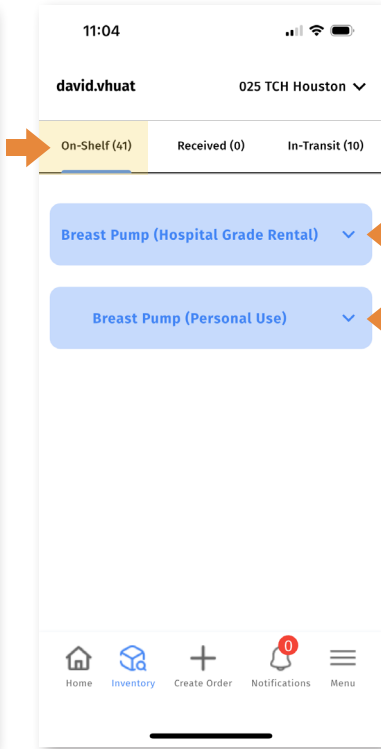 11:04
david.vhuat 025 TCH Houston
On-Shelf (41) Received (0) In-Transit (10)
Breast Pump (Hospital Grade Rental)
Breast Pump (Personal Use)
0
Home Inventory Create Order Notifications Menu